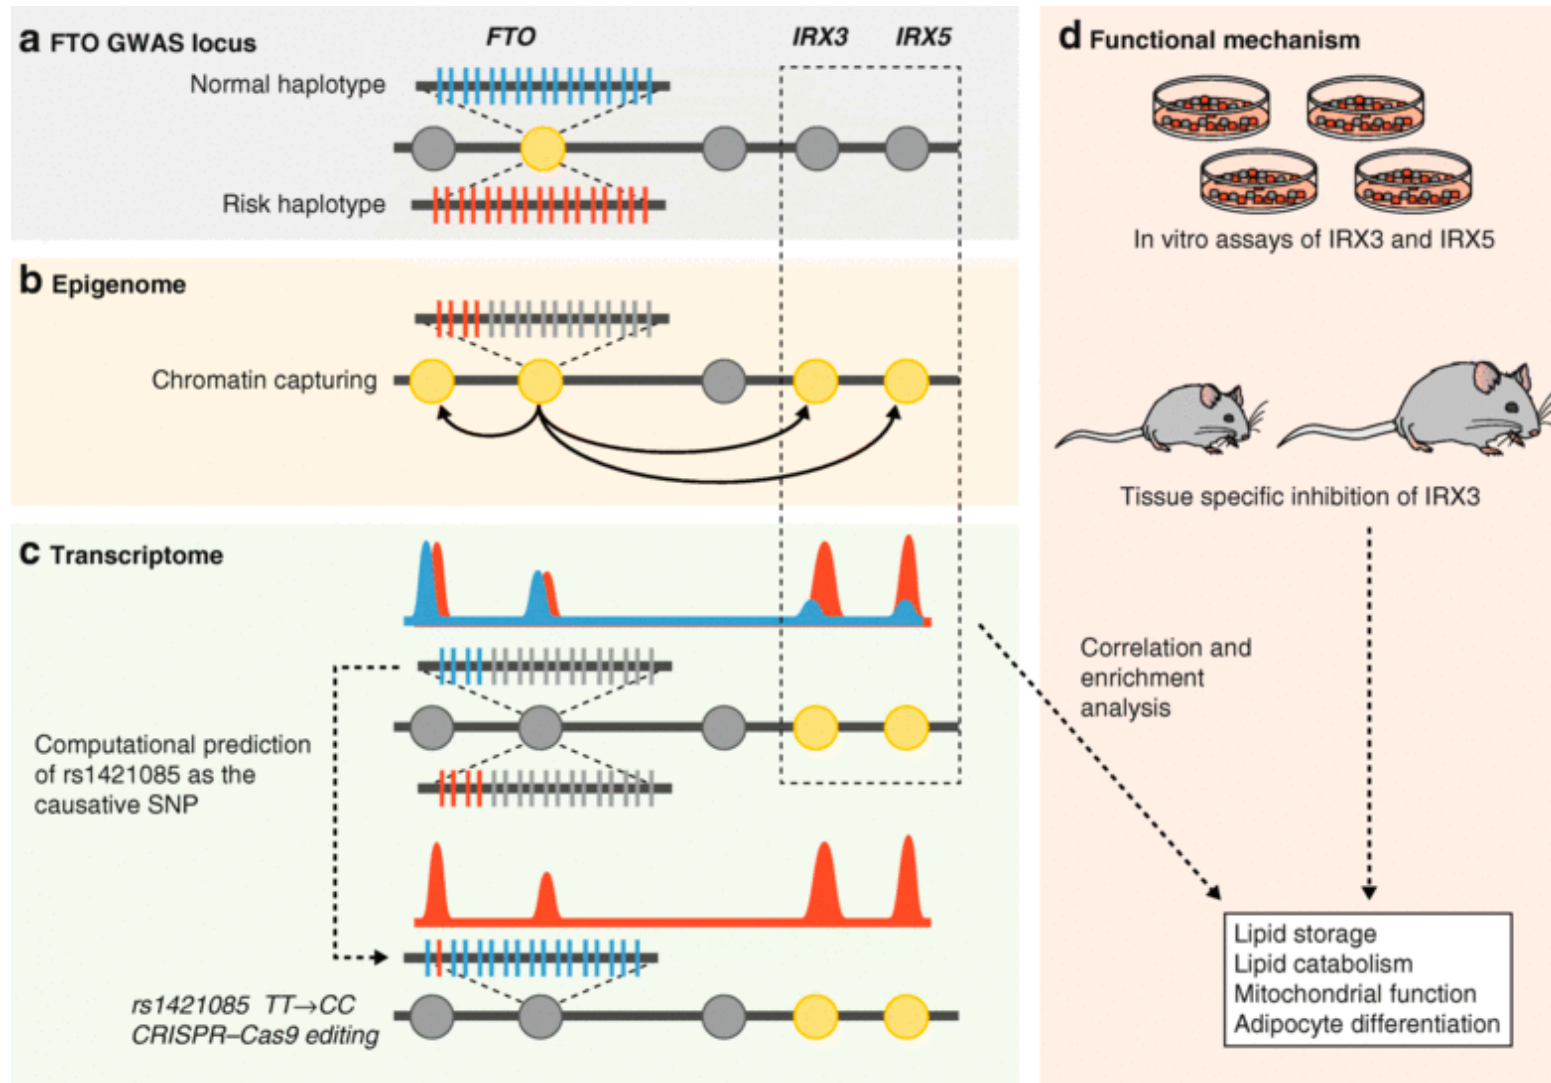 a FTO GWAS locus
FTO
IRX3
IRX5
Normal haplotype
Risk haplotype
b Epigenome
Chromatin capturing
c Transcriptome
Computational prediction
of rs1421085 as the
causative SNP
rs1421085 TT→CC
CRISPR–Cas9 editing
d Functional mechanism
In vitro assays of IRX3 and IRX5
Tissue specific inhibition of IRX3
Correlation and
enrichment
analysis
Lipid storage
Lipid catabolism
Mitochondrial function
Adipocyte differentiation